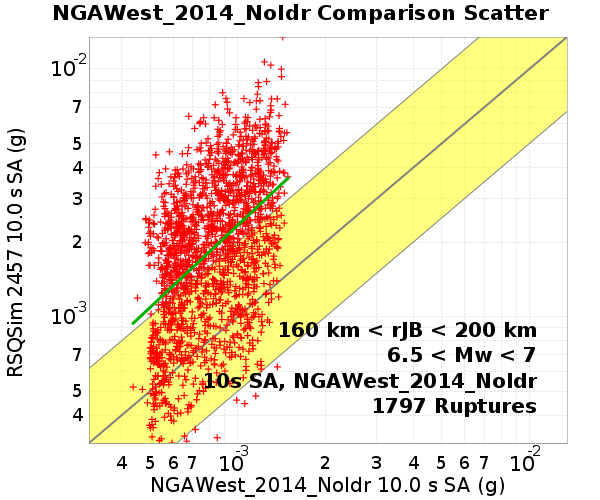 NGAWest_2014_NoIdr Comparison Scatter
10-2
7
5
4
3
2
10-3
7
5
4
RSQSim 2457 10.0 s SA (g)
160 km < rJB < 200 km
6.5 < Mw < 7
10s SA, NGAWest_2014_NoIdr
1797 Ruptures
4 5 6 7 10-3 2 3 4 5 6 7 10-2
NGAWest_2014_NoIdr 10.0 s SA (g)